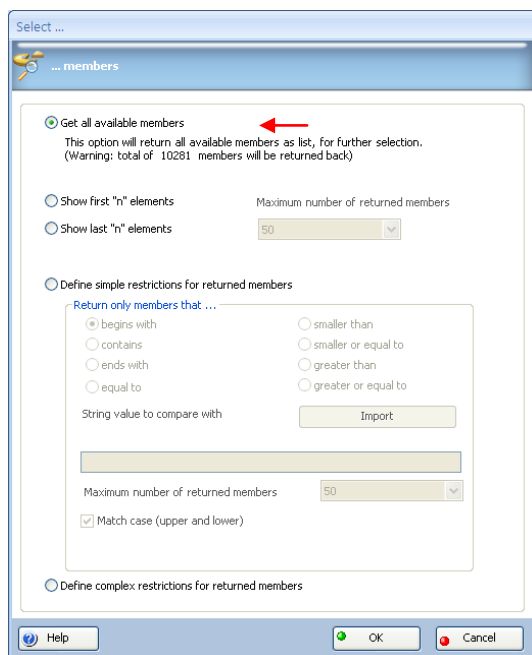 Select ...
... members
Get all available members
This option will return all available members as list, for further selection.
(Warning: total of 10281 members will be returned back)
Show first "n" elements
Maximum number of returned members
Show last "n" elements
50
Define simple restrictions for returned members
Return only members that ...
begins with
smaller than
contains
smaller or equal to
ends with
greater than
equal to
greater or equal to
String value to compare with
Import
Maximum number of returned members
50
Match case (upper and lower)
Define complex restrictions for returned members
Help
OK
Cancel